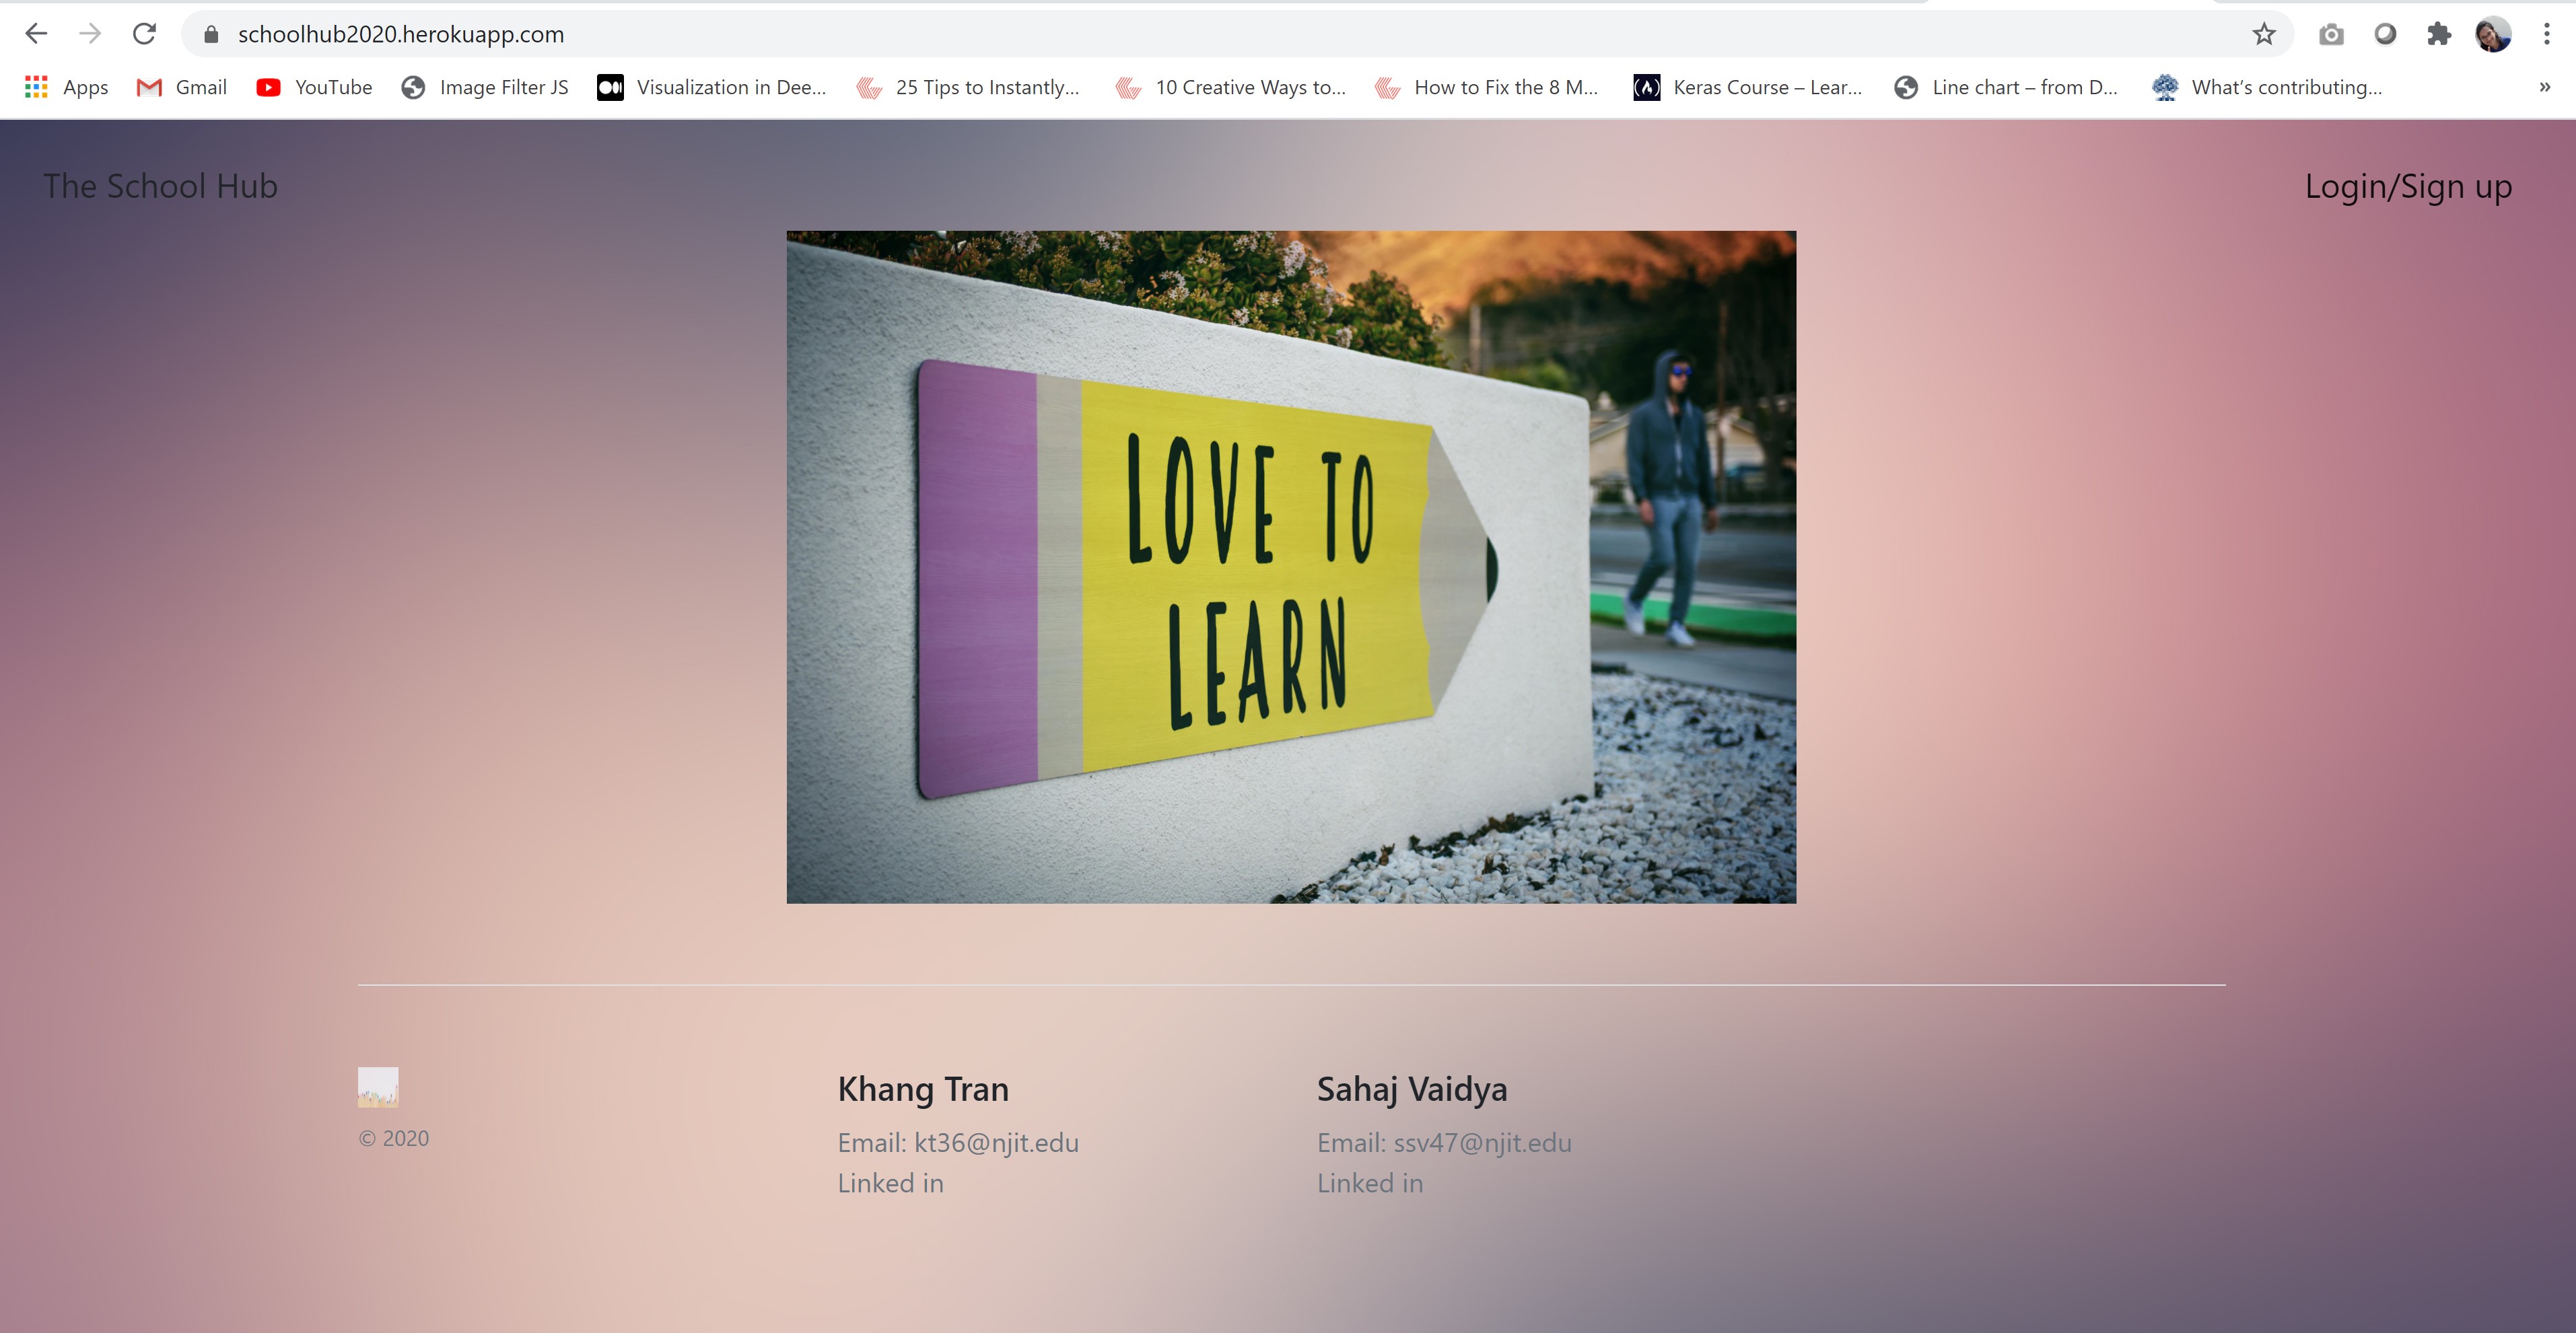 schoolhub2020.herokuapp.com
Apps Gmail YouTube Image Filter JS Visualization in Dee... 25 Tips to Instantly... 10 Creative Ways to... How to Fix the 8 M... Keras Course – Lear... Line chart – from D... What’s contributing... »
The School Hub Login/Sign up
LOVE TO
LEARN
Khang Tran Sahaj Vaidya
© 2020 Email: kt36@njit.edu Email: ssv47@njit.edu
Linked in Linked in